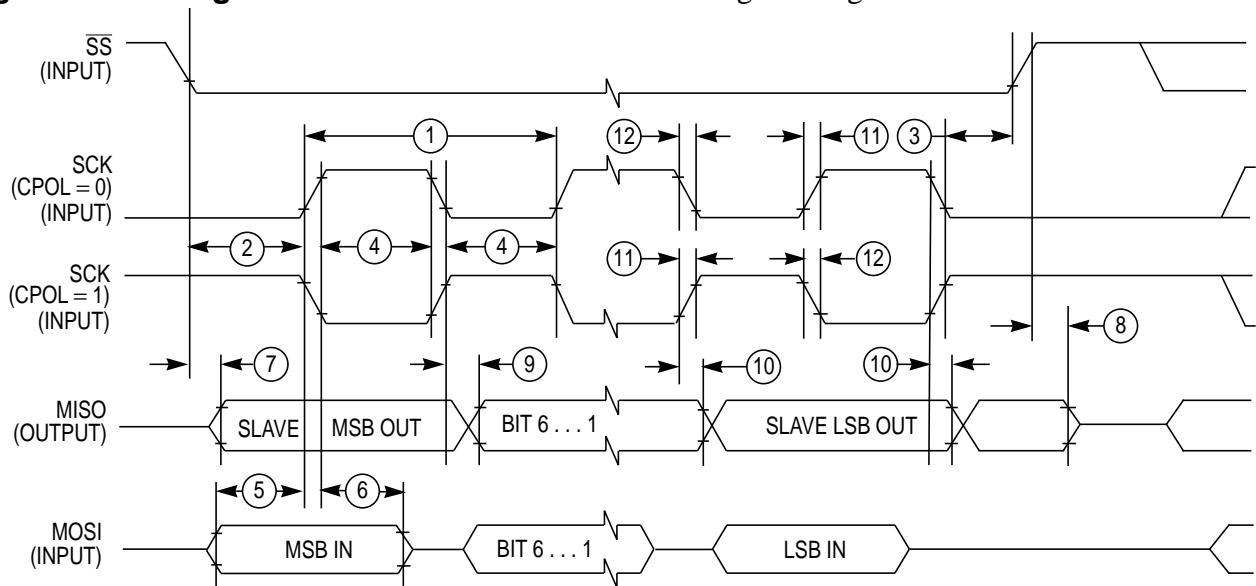 SS
(INPUT)
1
12
11
3
SCK
(CPOL = 0)
(INPUT)
2
4
4
11
12
SCK
(CPOL = 1)
(INPUT)
7
9
10
10
8
MISO
(OUTPUT)
SLAVE MSB OUT
BIT 6 . . . 1
SLAVE LSB OUT
5
6
MOSI
(INPUT)
MSB IN
BIT 6 . . . 1
LSB IN